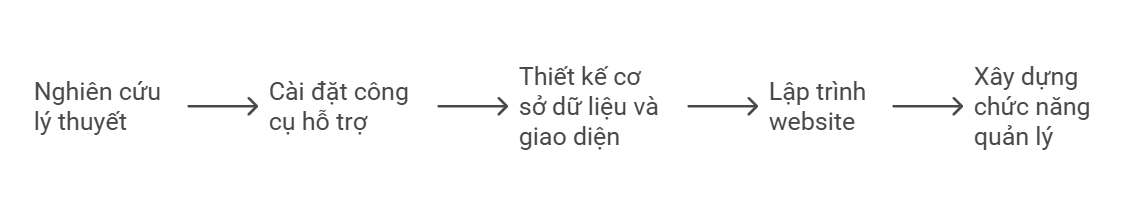 Nghiên cứu
lý thuyết
Cài đặt công
cụ hỗ trợ
Thiết kế cơ
sở dữ liệu và
giao diện
Lập trình
website
Xây dựng
chức năng
quản lý